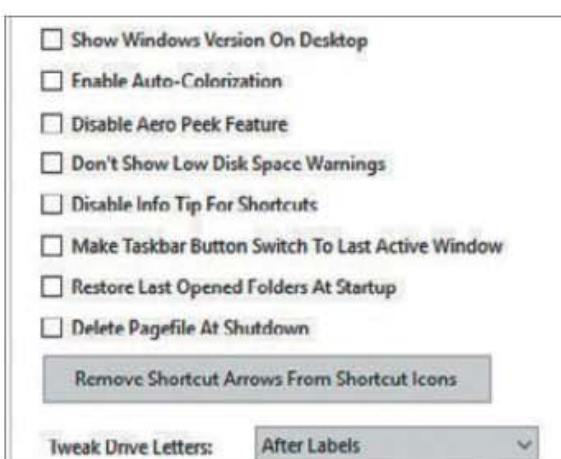 Show Windows Version On Desktop
Enable Auto-Colorization
Disable Aero Peek Feature
Don't Show Low Disk Space Warnings
Disable Info Tip For Shortcuts
Make Taskbar Button Switch To Last Active Window
Restore Last Opened Folders At Startup
Delete Pagefile At Shutdown
Remove Shortcut Arrows From Shortcut Icons
Tweak Drive Letters: After Labels